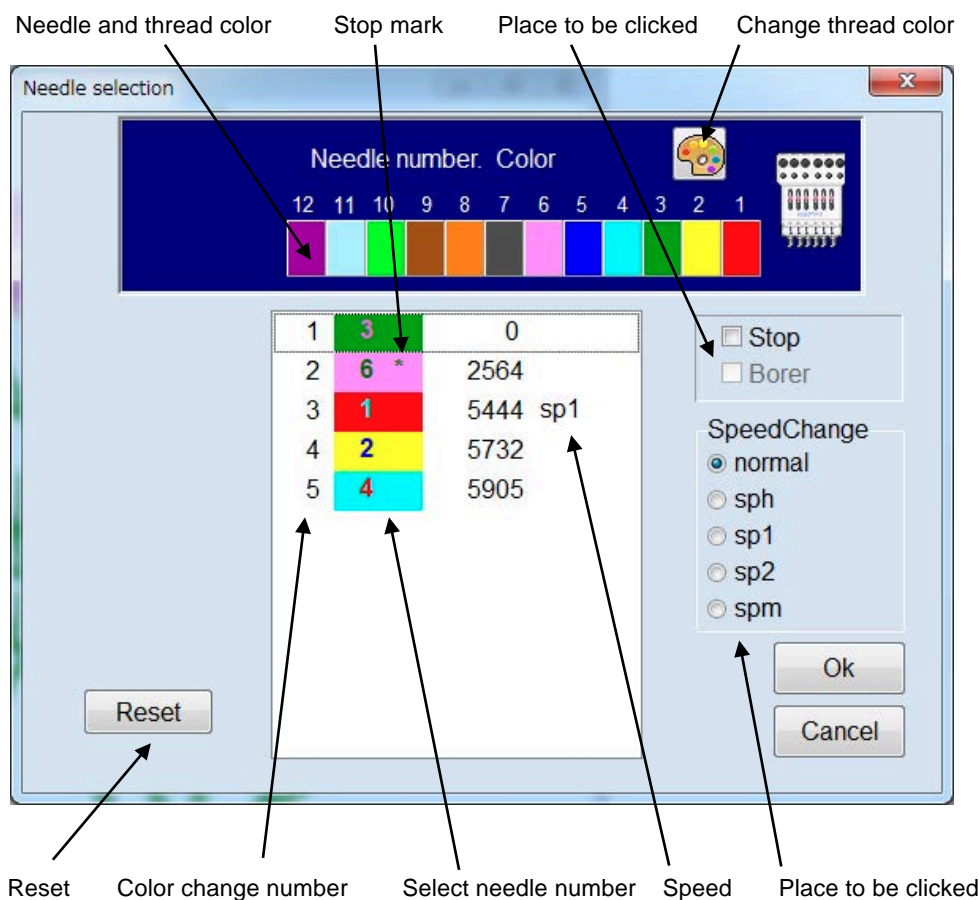 Needle and thread color Stop mark Place to be clicked Change thread color
Needle selection
Needle number. Color
12 11 10 9 8 7 6 5 4 3 2 1
1 3 0
2 6 * 2564
3 1 5444 sp1
4 2 5732
5 4 5905
Stop
Borer
SpeedChange
normal
sph
sp1
sp2
spm
Ok
Cancel
Reset
Reset Color change number Select needle number Speed Place to be clicked